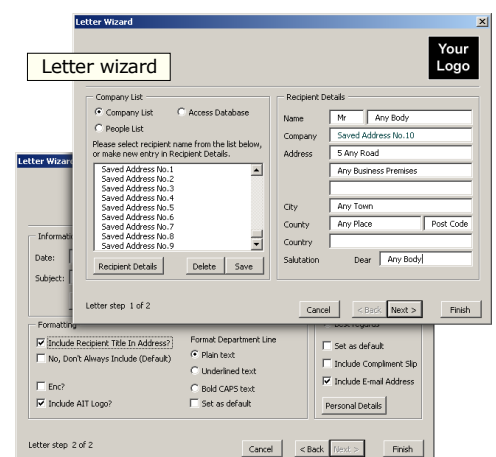 Letter Wizard
Your
Logo
Letter wizard
Company List
Company List
Access Database
People List
Please select recipient name from the list below,
or make new entry in Recipient Details.
Saved Address No.1
Saved Address No.2
Saved Address No.3
Saved Address No.4
Saved Address No.5
Saved Address No.6
Saved Address No.7
Saved Address No.8
Saved Address No.9
Recipient Details
Delete
Save
Recipient Details
Name Mr Any Body
Company Saved Address No.10
Address 5 Any Road
Any Business Premises
City Any Town
County Any Place Post Code
Country
Salutation Dear Any Body
Letter step 1 of 2
Cancel
< Back
Next >
Finish
Letter Wizard
Date:
Subject:
Formatting
Include Recipient Title In Address?
No, Don't Always Include (Default)
Enc?
Include AIT Logo?
Format Department Line
Plain text
Underlined text
Bold CAPS text
Set as default
Best regards
Set as default
Include Compliment Slip
Include E-mail Address
Personal Details
Letter step 2 of 2
Cancel
< Back
Next >
Finish